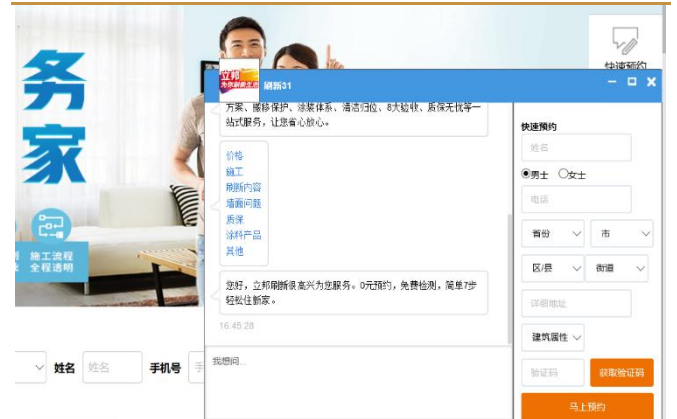 务
家
施工流程
全程透明
快速预约
立邦
为你刷新生活
刷新31
方案、搬移保护、涂装体系、清洁归位、8大验收、质保无忧等一
站式服务，让您省心放心。
价格
施工
刷新内容
墙面问题
质保
涂料产品
其他
您好，立邦刷新很高兴为您服务。0元预约，免费检测，简单7步
轻松住新家。
16:45:28
我想问...
快速预约
姓名
男士 女士
电话
省份 市
区/县 街道
详细地址
建筑属性
验证码 获取验证码
马上预约
姓名 姓名 手机号 手